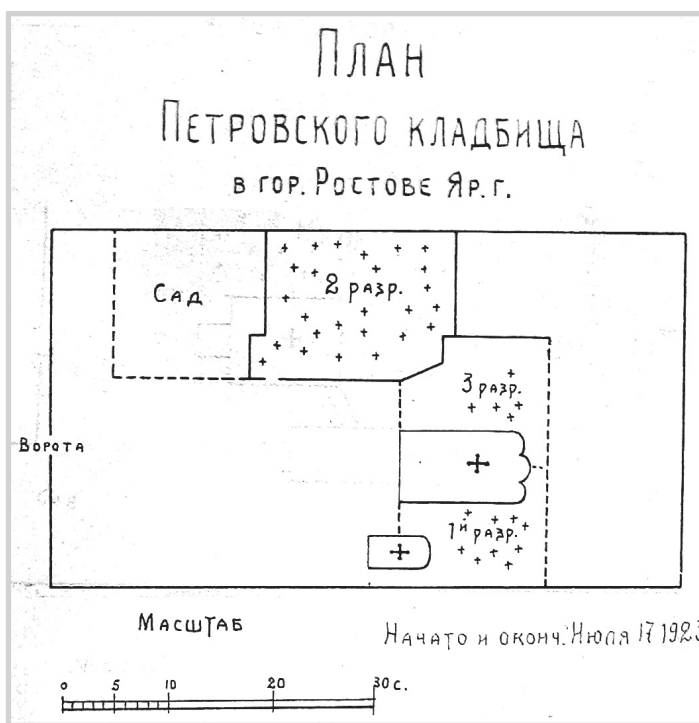 План
Петровского кладбища
в гор. Ростове Яр. г.
Сад
2 разр.
3 разр.
Ворота
1й разр.
Масштаб
Начато и оконч. Июля 17 1923
0 5 10 20 30 с.